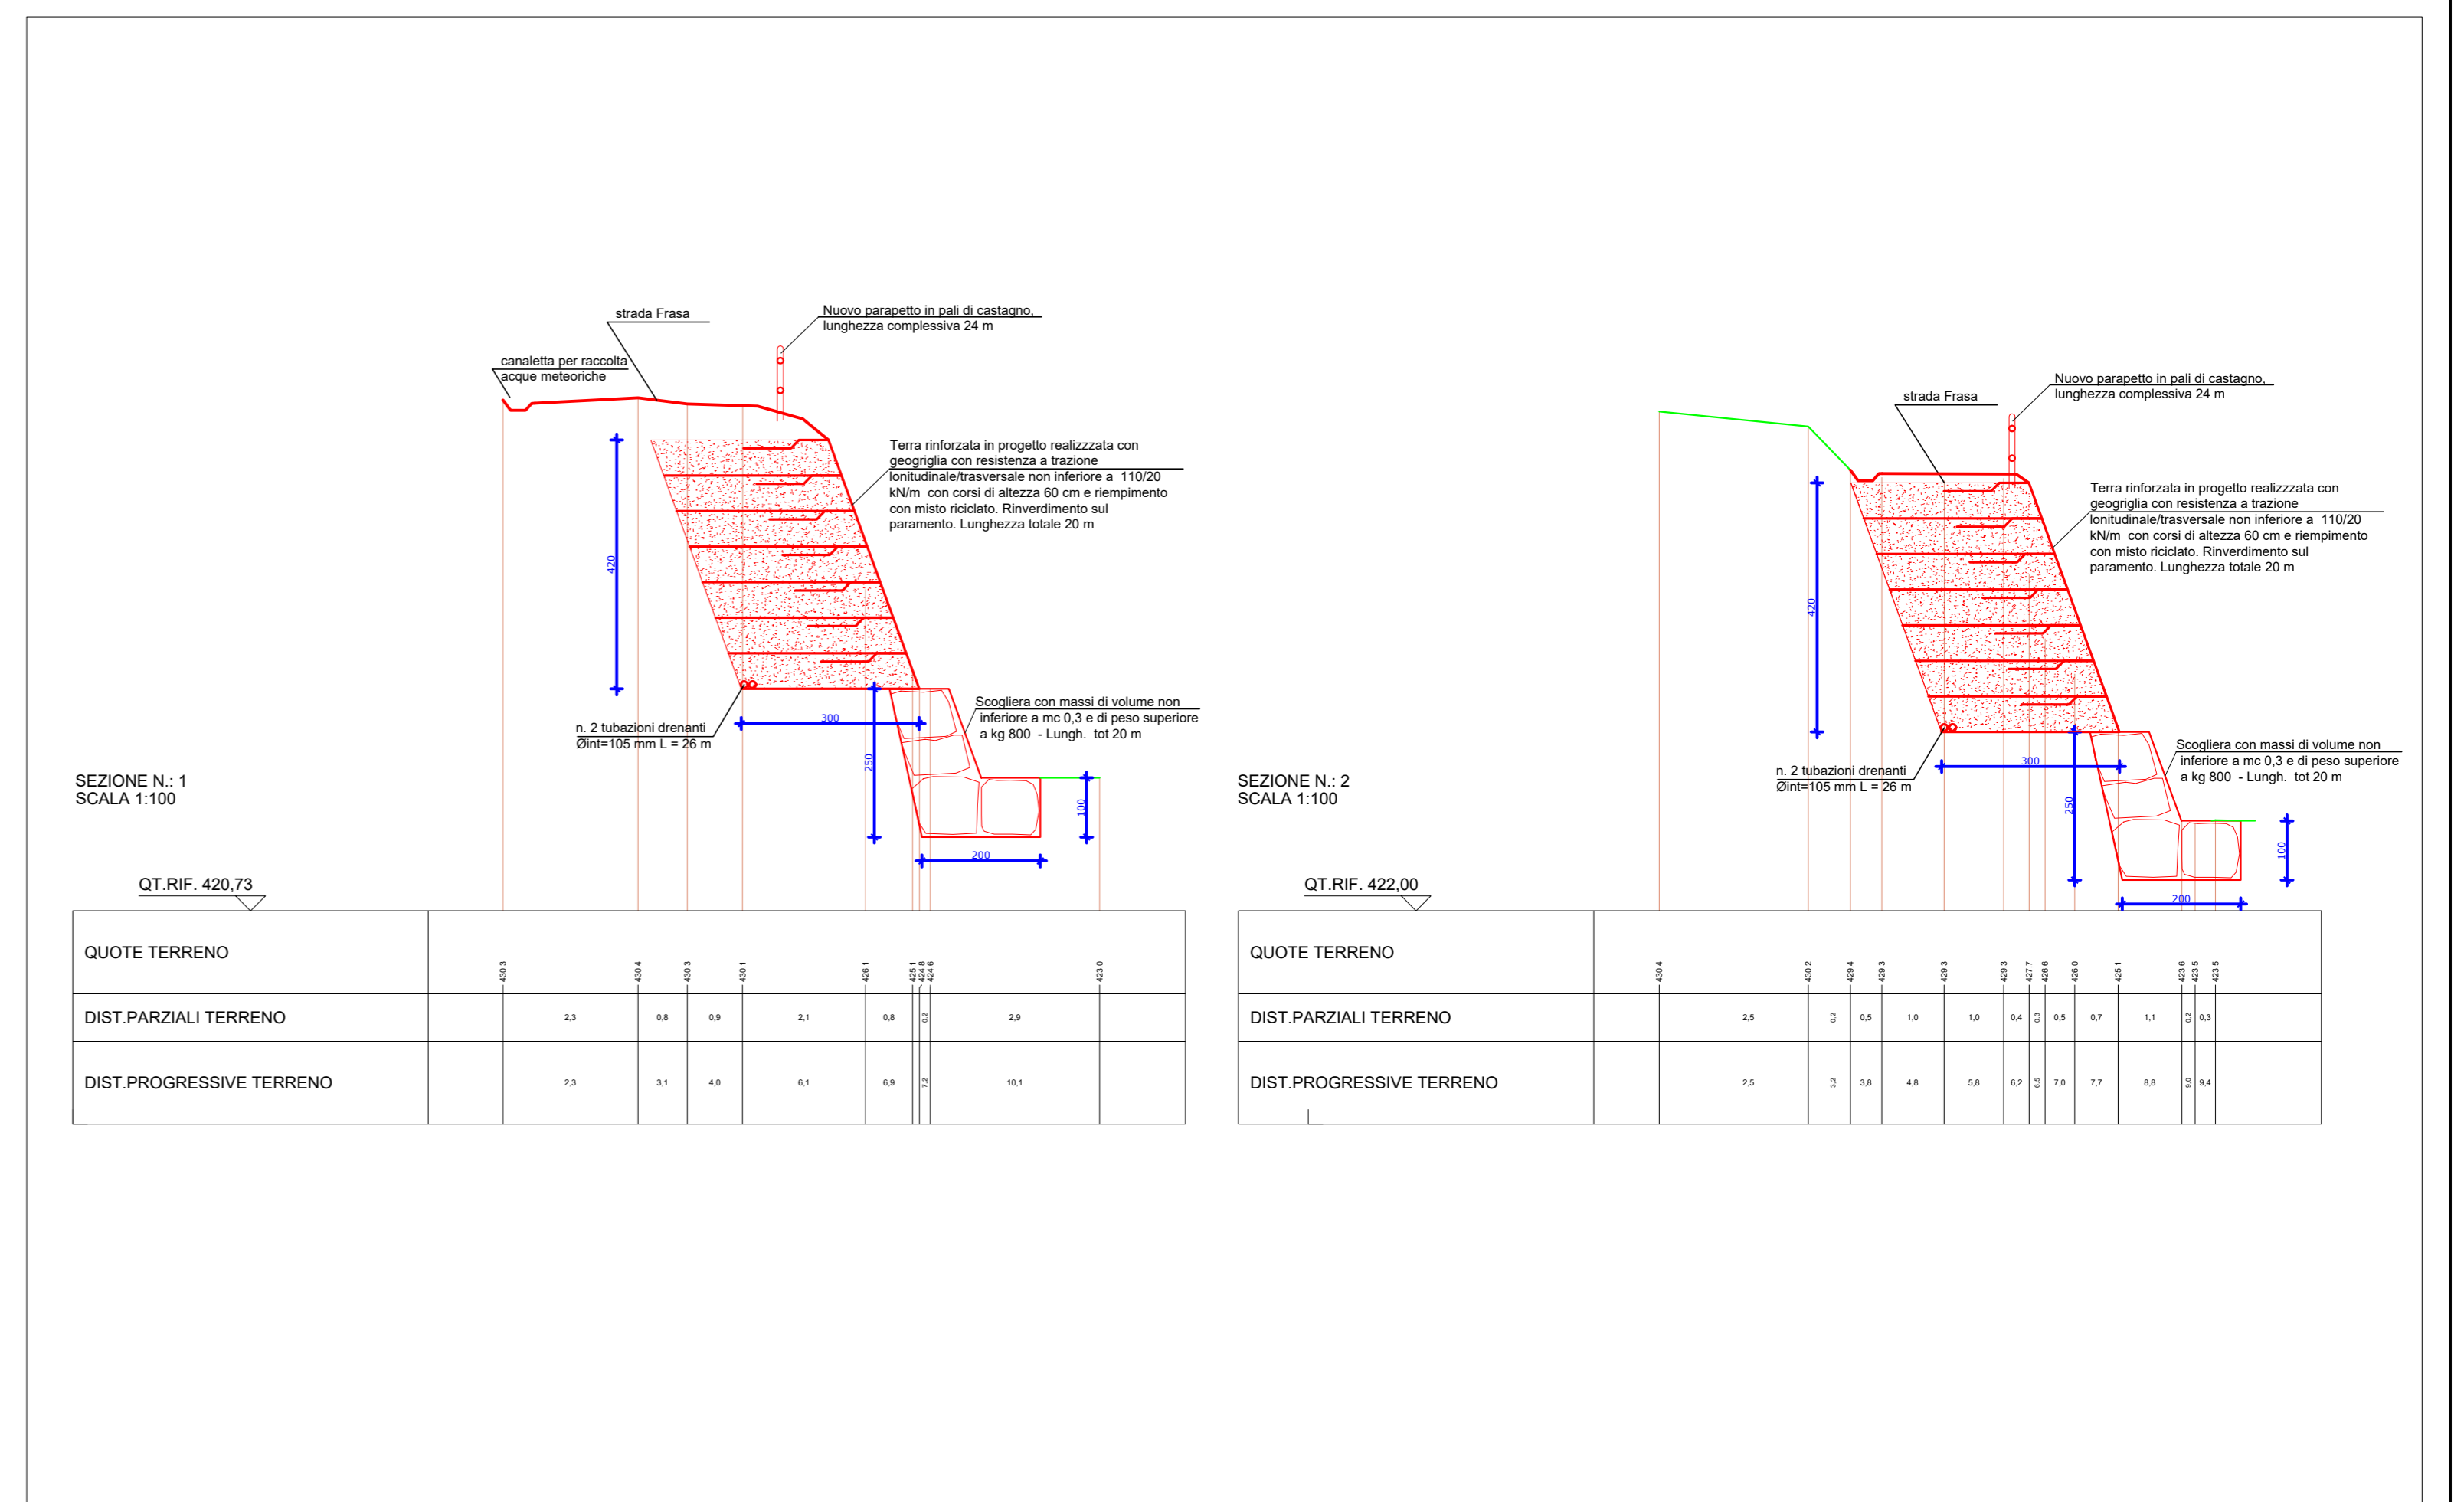 strada Frasa
Nuovo parapetto in pali di castagno,
lunghezza complessiva 24 m
canaletta per raccolta
acque meteoriche
Terra rinforzata in progetto realizzzata con
geogriglia con resistenza a trazione
lonitudinale/trasversale non inferiore a 110/20
kN/m con corsi di altezza 60 cm e riempimento
con misto riciclato. Rinverdimento sul
paramento. Lunghezza totale 20 m
420
n. 2 tubazioni drenanti
Øint=105 mm L = 26 m
300
250
Scogliera con massi di volume non
inferiore a mc 0,3 e di peso superiore
a kg 800 - Lungh. tot 20 m
100
200
SEZIONE N.: 1
SCALA 1:100
QT.RIF. 420,73
QUOTE TERRENO
430,3 430,4 430,3 430,1 426,1 425,1 424,8 424,6 423,0
DIST.PARZIALI TERRENO
2,3 0,8 0,9 2,1 0,8 0,2 2,9
DIST.PROGRESSIVE TERRENO
2,3 3,1 4,0 6,1 6,9 7,2 10,1
strada Frasa
Nuovo parapetto in pali di castagno,
lunghezza complessiva 24 m
Terra rinforzata in progetto realizzzata con
geogriglia con resistenza a trazione
lonitudinale/trasversale non inferiore a 110/20
kN/m con corsi di altezza 60 cm e riempimento
con misto riciclato. Rinverdimento sul
paramento. Lunghezza totale 20 m
420
n. 2 tubazioni drenanti
Øint=105 mm L = 26 m
300
250
Scogliera con massi di volume non
inferiore a mc 0,3 e di peso superiore
a kg 800 - Lungh. tot 20 m
100
200
SEZIONE N.: 2
SCALA 1:100
QT.RIF. 422,00
QUOTE TERRENO
430,4 430,2 429,4 429,3 429,3 429,3 427,7 426,6 426,0 425,1 423,6 423,5 423,5
DIST.PARZIALI TERRENO
2,5 0,2 0,5 1,0 1,0 0,4 0,3 0,5 0,7 1,1 0,2 0,3
DIST.PROGRESSIVE TERRENO
2,5 3,2 3,8 4,8 5,8 6,2 6,5 7,0 7,7 8,8 9,0 9,4